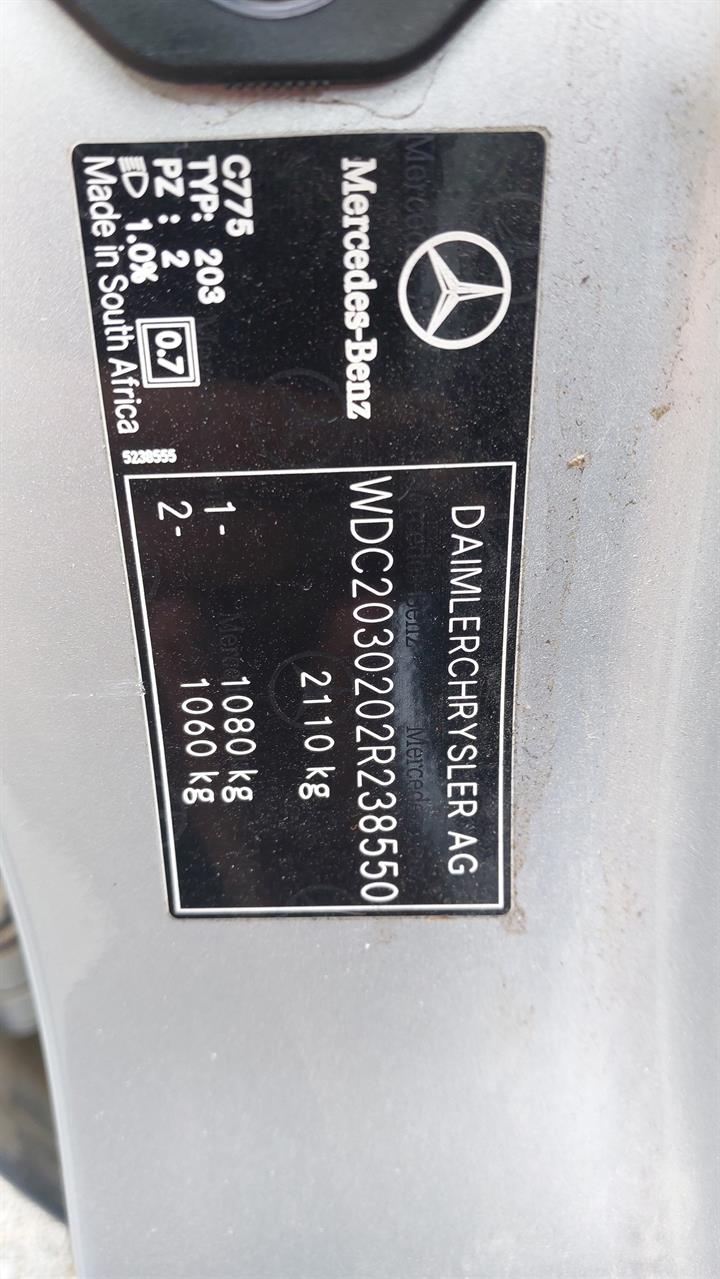 Mercedes-Benz
C775
TYP: 203
PZ : 2
1.0%
0.7
Made in South Africa
5238555
DAIMLERCHRYSLER AG
WDC2030202R238550
2110 kg
1- 1080 kg
2- 1060 kg